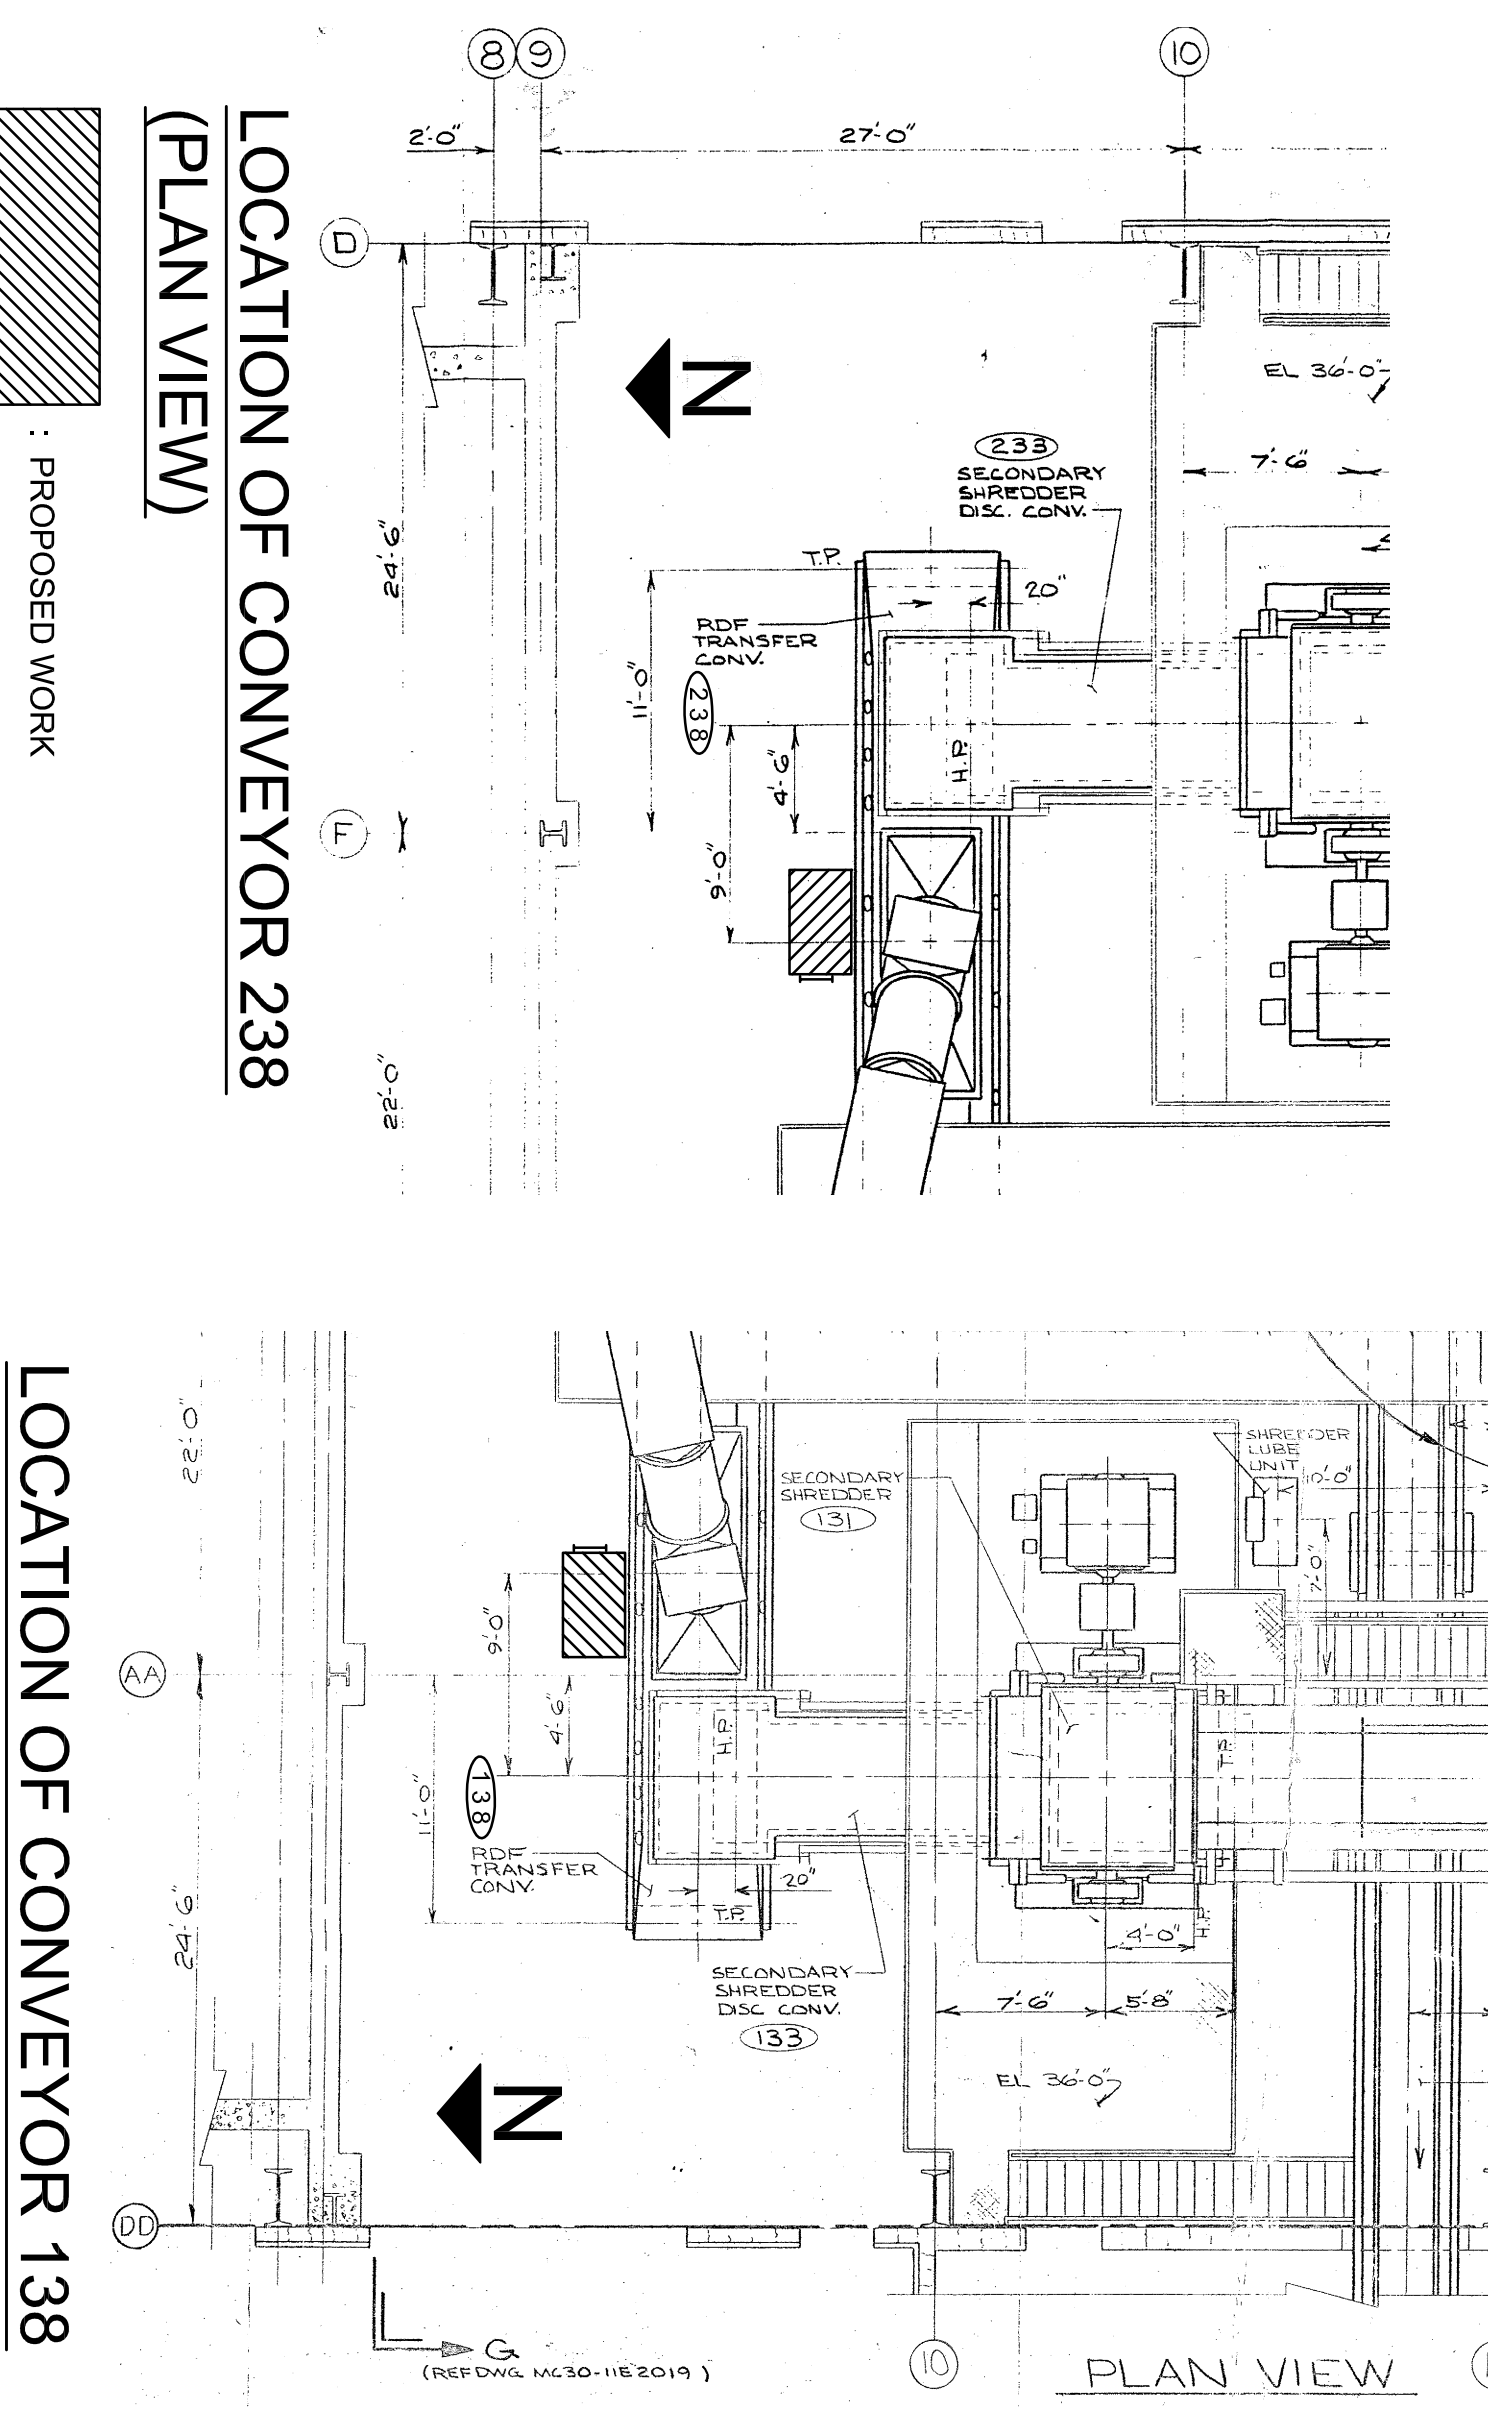 8
9
10
2'-0"
27'-0"
D
N
EL 36'-0"
233
SECONDARY
SHREDDER
DISC. CONV.
7'-6"
24'-6"
T.P.
20"
RDF
TRANSFER
CONV.
11'-0"
238
H.P.
4'-6"
F
9'-0"
22'-0"
LOCATION OF CONVEYOR 238
(PLAN VIEW)
: PROPOSED WORK
22'-0"
SECONDARY
SHREDDER
131
SHREDDER
LUBE
UNIT
10'-0"
7'-0"
9'-0"
AA
4'-6"
H.P.
T.P.
11'-0"
138
RDF
TRANSFER
CONV.
20"
T.P.
4'-0"
H.P.
24'-6"
SECONDARY
SHREDDER
DISC CONV.
133
7'-6"
5'-8"
EL 36'-0"
N
DD
G
(REF DWG MC30-11E2019)
10
PLAN VIEW
LOCATION OF CONVEYOR 138